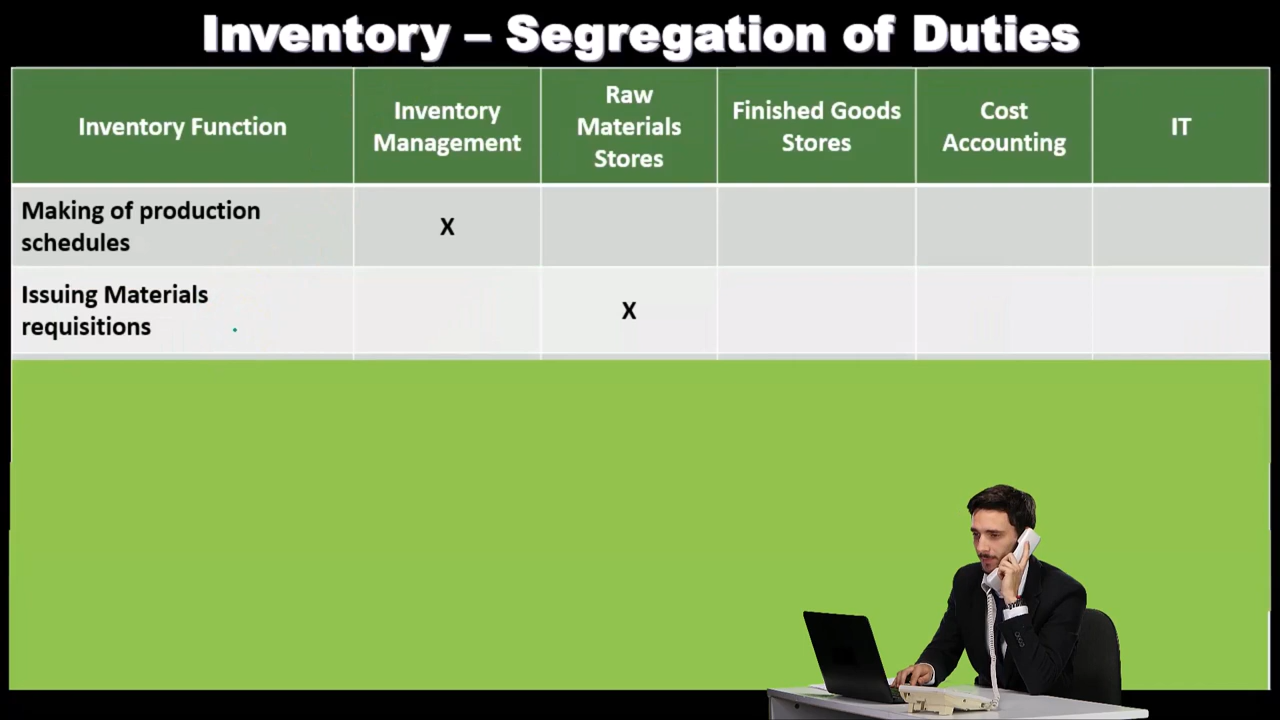 Inventory – Segregation of Duties
Inventory Function
Inventory
Management
Raw
Materials
Stores
Finished Goods
Stores
Cost
Accounting
IT
Making of production
schedules
X
Issuing Materials
requisitions
X